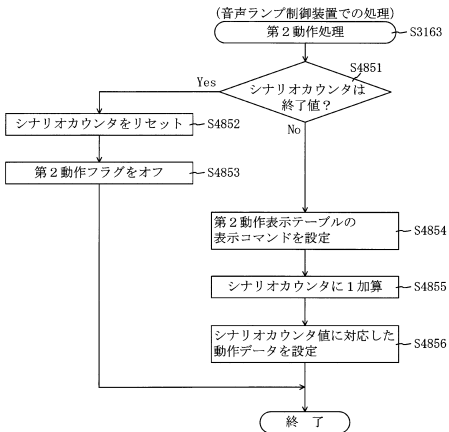 (音声ランプ制御装置での処理)
第2動作処理
S3163
S4851
シナリオカウンタは
終了値?
Yes
No
シナリオカウンタをリセット
S4852
第2動作フラグをオフ
S4853
第2動作表示テーブルの
表示コマンドを設定
S4854
シナリオカウンタに1加算
S4855
シナリオカウンタ値に対応した
動作データを設定
S4856
終 了